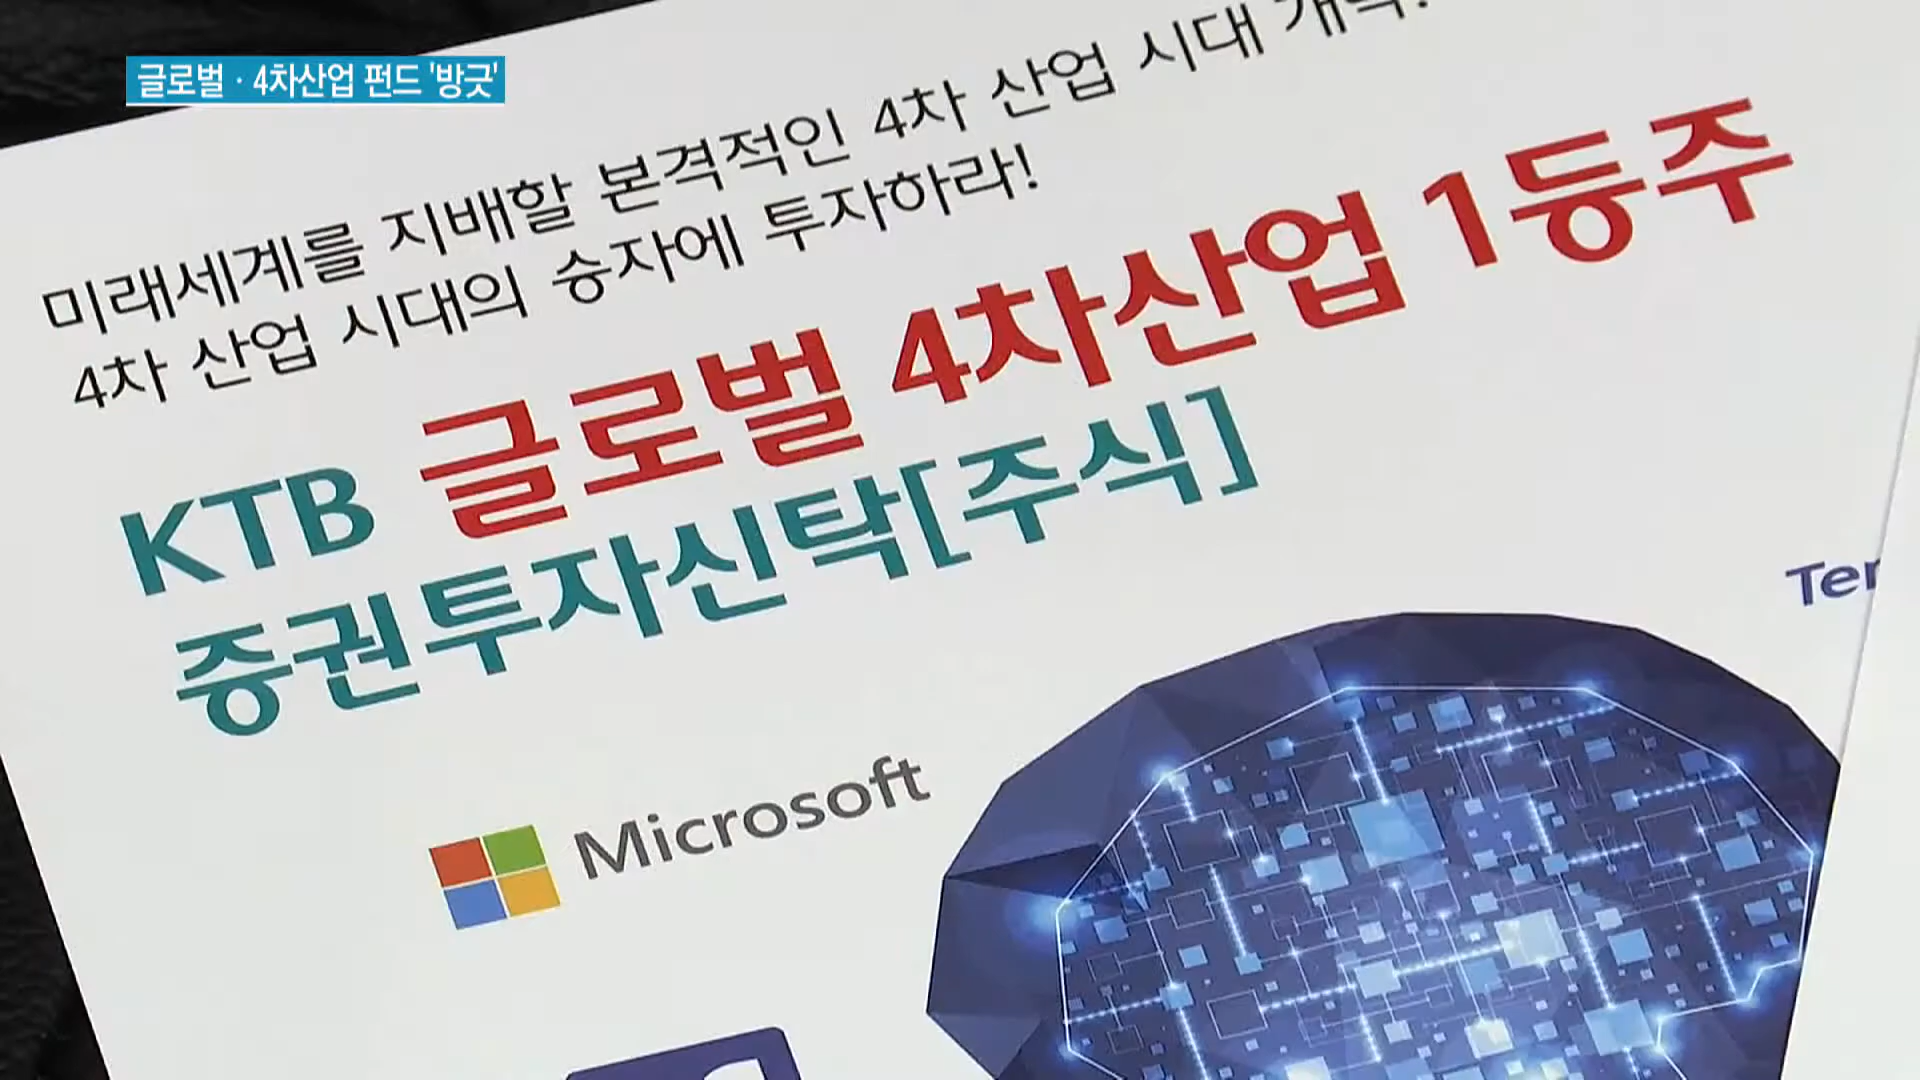 글로벌·4차산업 펀드 '방긋'
미래세계를 지배할 본격적인 4차 산업 시대
4차 산업 시대의 승자에 투자하라!
KTB 글로벌 4차산업 1등주
증권투자신탁[주식]
Ter
Microsoft